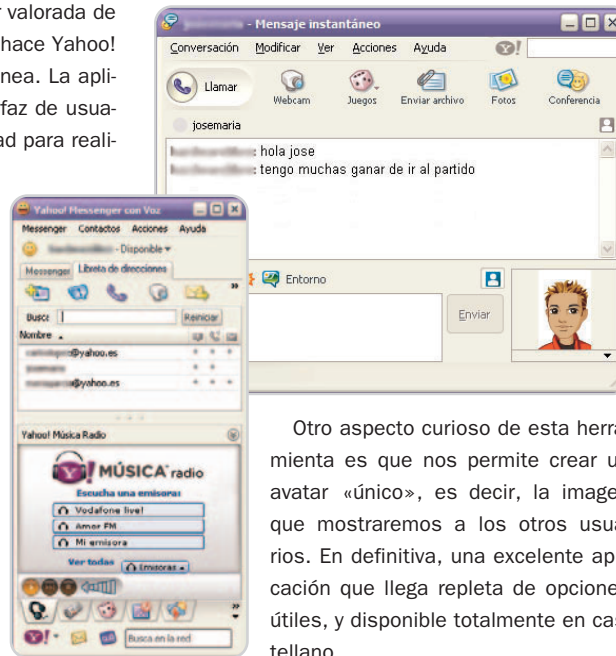 r valorada de
hace Yahoo!
nea. La apli-
faz de usua-
ad para reali-
- Mensaje instantáneo
Conversación Modificar Ver Acciones Ayuda
Llamar Webcam Juegos Enviar archivo Fotos Conferencia
josemaria
: hola jose
: tengo muchas ganar de ir al partido
Entorno
Enviar
Yahoo! Messenger con Voz
Messenger Contactos Acciones Ayuda
- Disponible
Messenger Libreta de direcciones
Busca: Reiniciar
Nombre
@yahoo.es
@yahoo.es
Yahoo! Música Radio
Y! MÚSICA radio
Escucha una emisora:
Vodafone live!
Amor FM
Mi emisora
Ver todas Emisoras
Y! Busca en la red
Otro aspecto curioso de esta herra-
mienta es que nos permite crear u
avatar «único», es decir, la image
que mostraremos a los otros usua
rios. En definitiva, una excelente apl
cación que llega repleta de opcione
útiles, y disponible totalmente en cas
tellano.